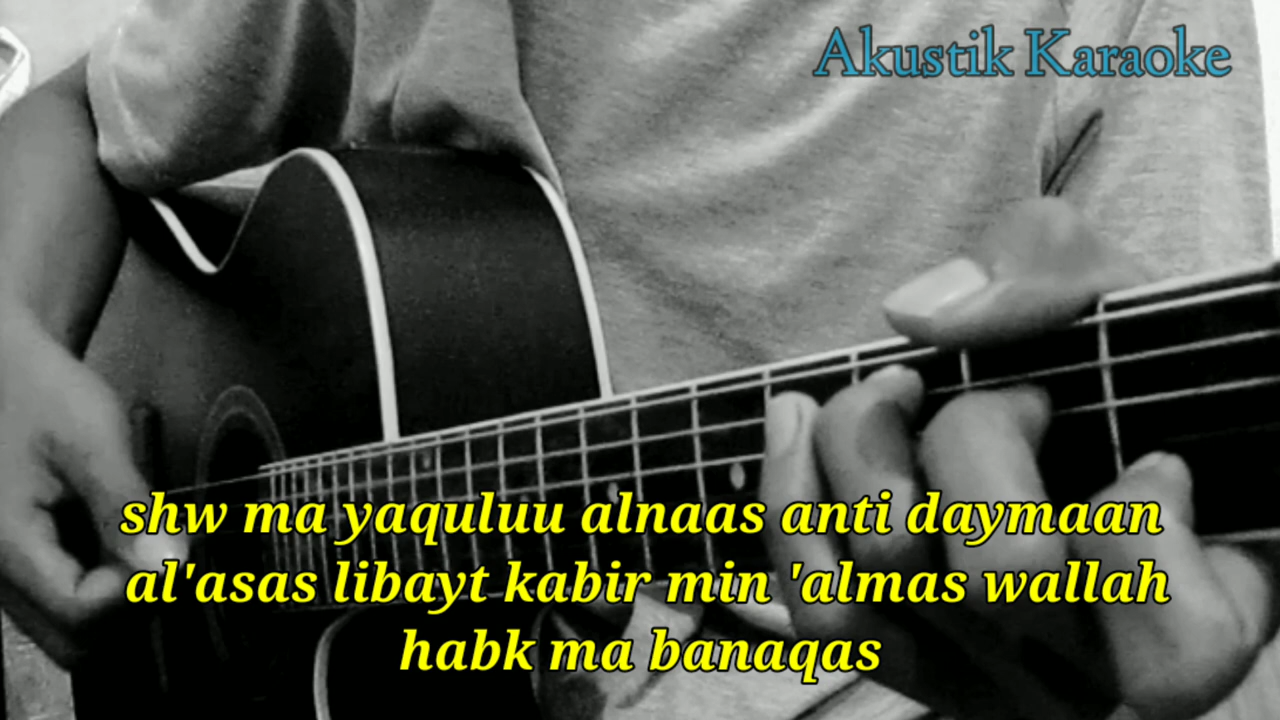 Akustik Karaoke
shw ma yaquluu alnaas anti daymaan
al'asas libayt kabir min 'almas wallah
habk ma banaqas